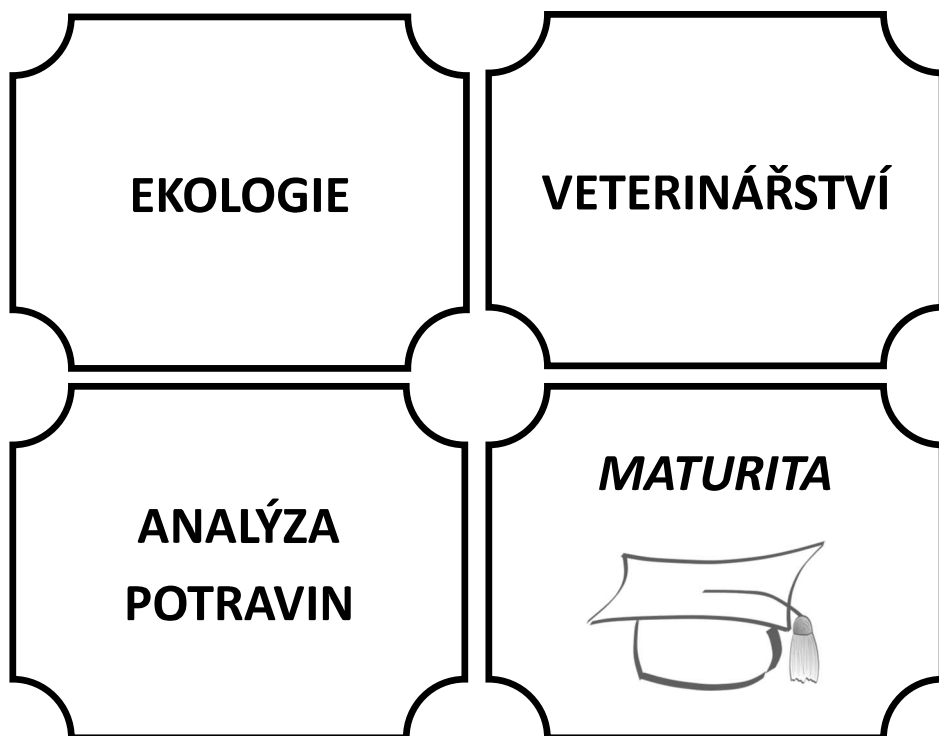 EKOLOGIE
VETERINÁŘSTVÍ
ANALÝZA
POTRAVIN
MATURITA